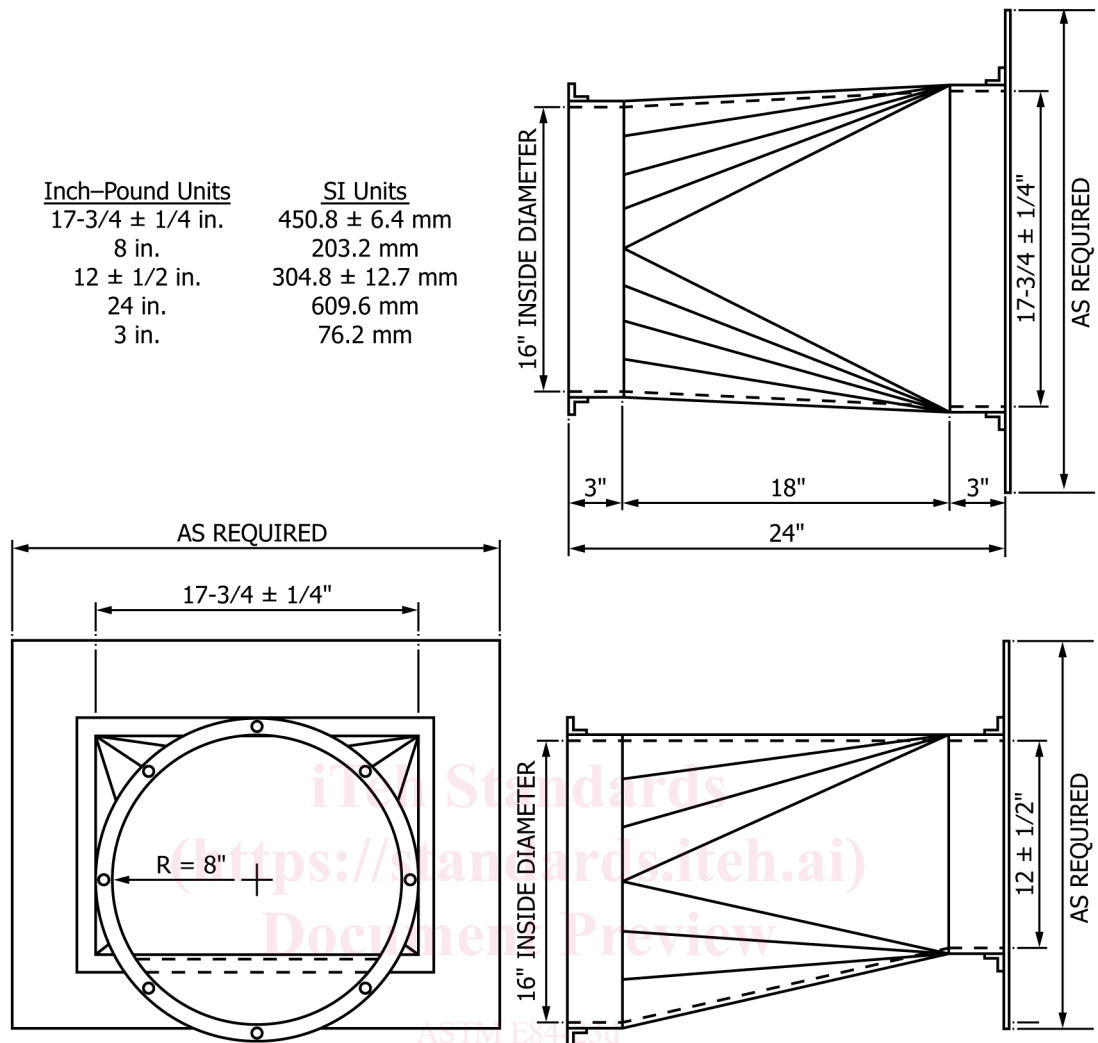 Inch–Pound Units SI Units
17-3/4 ± 1/4 in. 450.8 ± 6.4 mm
8 in. 203.2 mm
12 ± 1/2 in. 304.8 ± 12.7 mm
24 in. 609.6 mm
3 in. 76.2 mm
16" INSIDE DIAMETER
17-3/4 ± 1/4"
AS REQUIRED
3" 18" 3"
24"
AS REQUIRED
17-3/4 ± 1/4"
R = 8"
16" INSIDE DIAMETER
12 ± 1/2"
AS REQUIRED
iTeh Standards
(https://standards.iteh.ai)
Document Preview
ASTM E84-23d